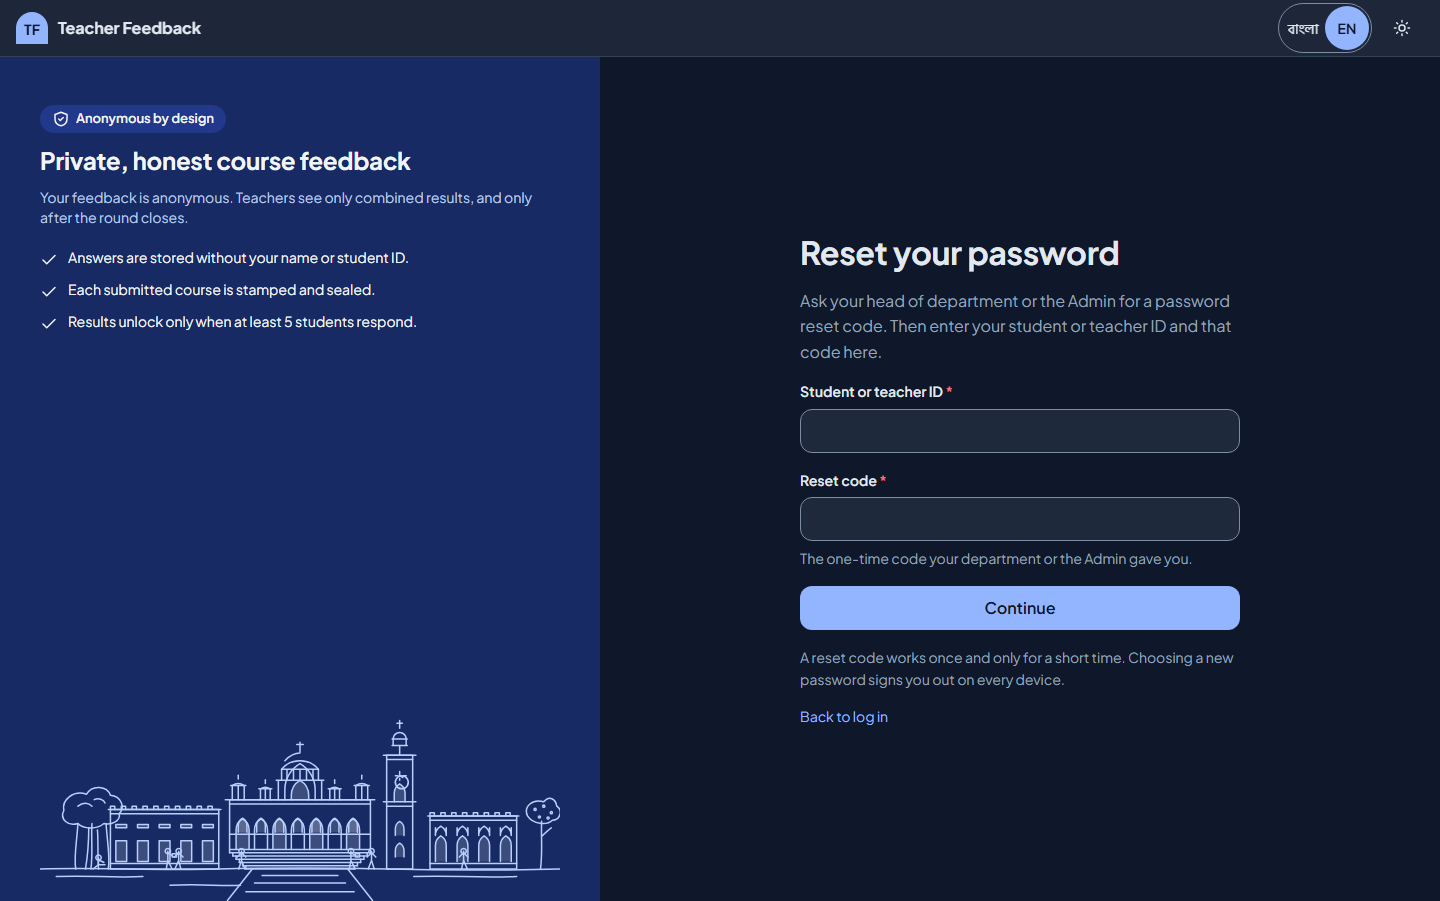 TF
Teacher Feedback
বাংলা
EN
Anonymous by design
Private, honest course feedback
Your feedback is anonymous. Teachers see only combined results, and only
after the round closes.
Answers are stored without your name or student ID.
Each submitted course is stamped and sealed.
Results unlock only when at least 5 students respond.
Reset your password
Ask your head of department or the Admin for a password
reset code. Then enter your student or teacher ID and that
code here.
Student or teacher ID *
Reset code *
The one-time code your department or the Admin gave you.
Continue
A reset code works once and only for a short time. Choosing a new
password signs you out on every device.
Back to log in